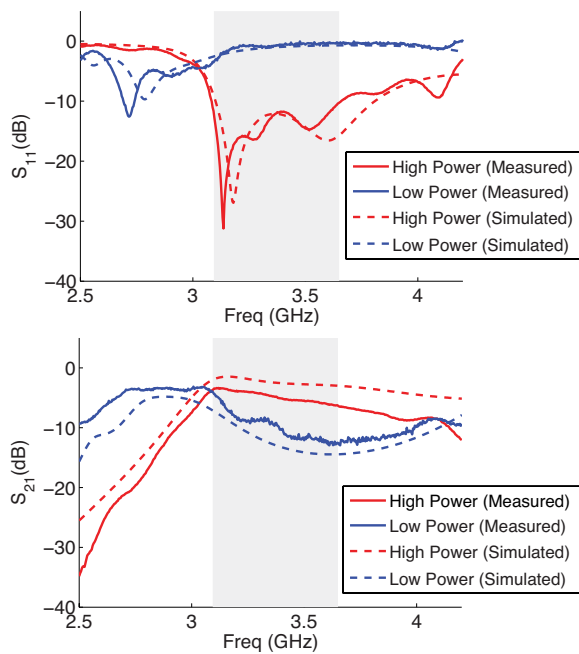 0
−10
−20
−30
−40
S11(dB)
2.5
3
3.5
4
Freq (GHz)
High Power (Measured)
Low Power (Measured)
High Power (Simulated)
Low Power (Simulated)
0
−10
−20
−30
−40
S21(dB)
2.5
3
3.5
4
Freq (GHz)
High Power (Measured)
Low Power (Measured)
High Power (Simulated)
Low Power (Simulated)